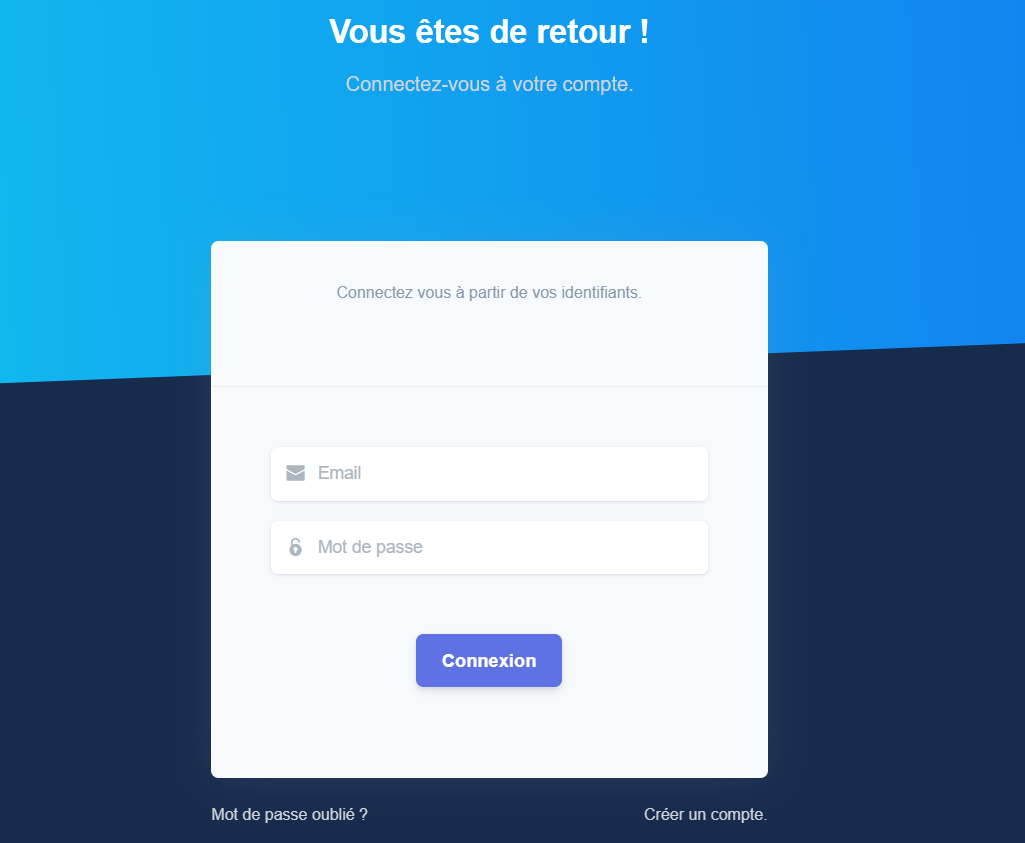 Vous êtes de retour !
Connectez-vous à votre compte.
Connectez vous à partir de vos identifiants.
Email
Mot de passe
Connexion
Mot de passe oublié ?
Créer un compte.